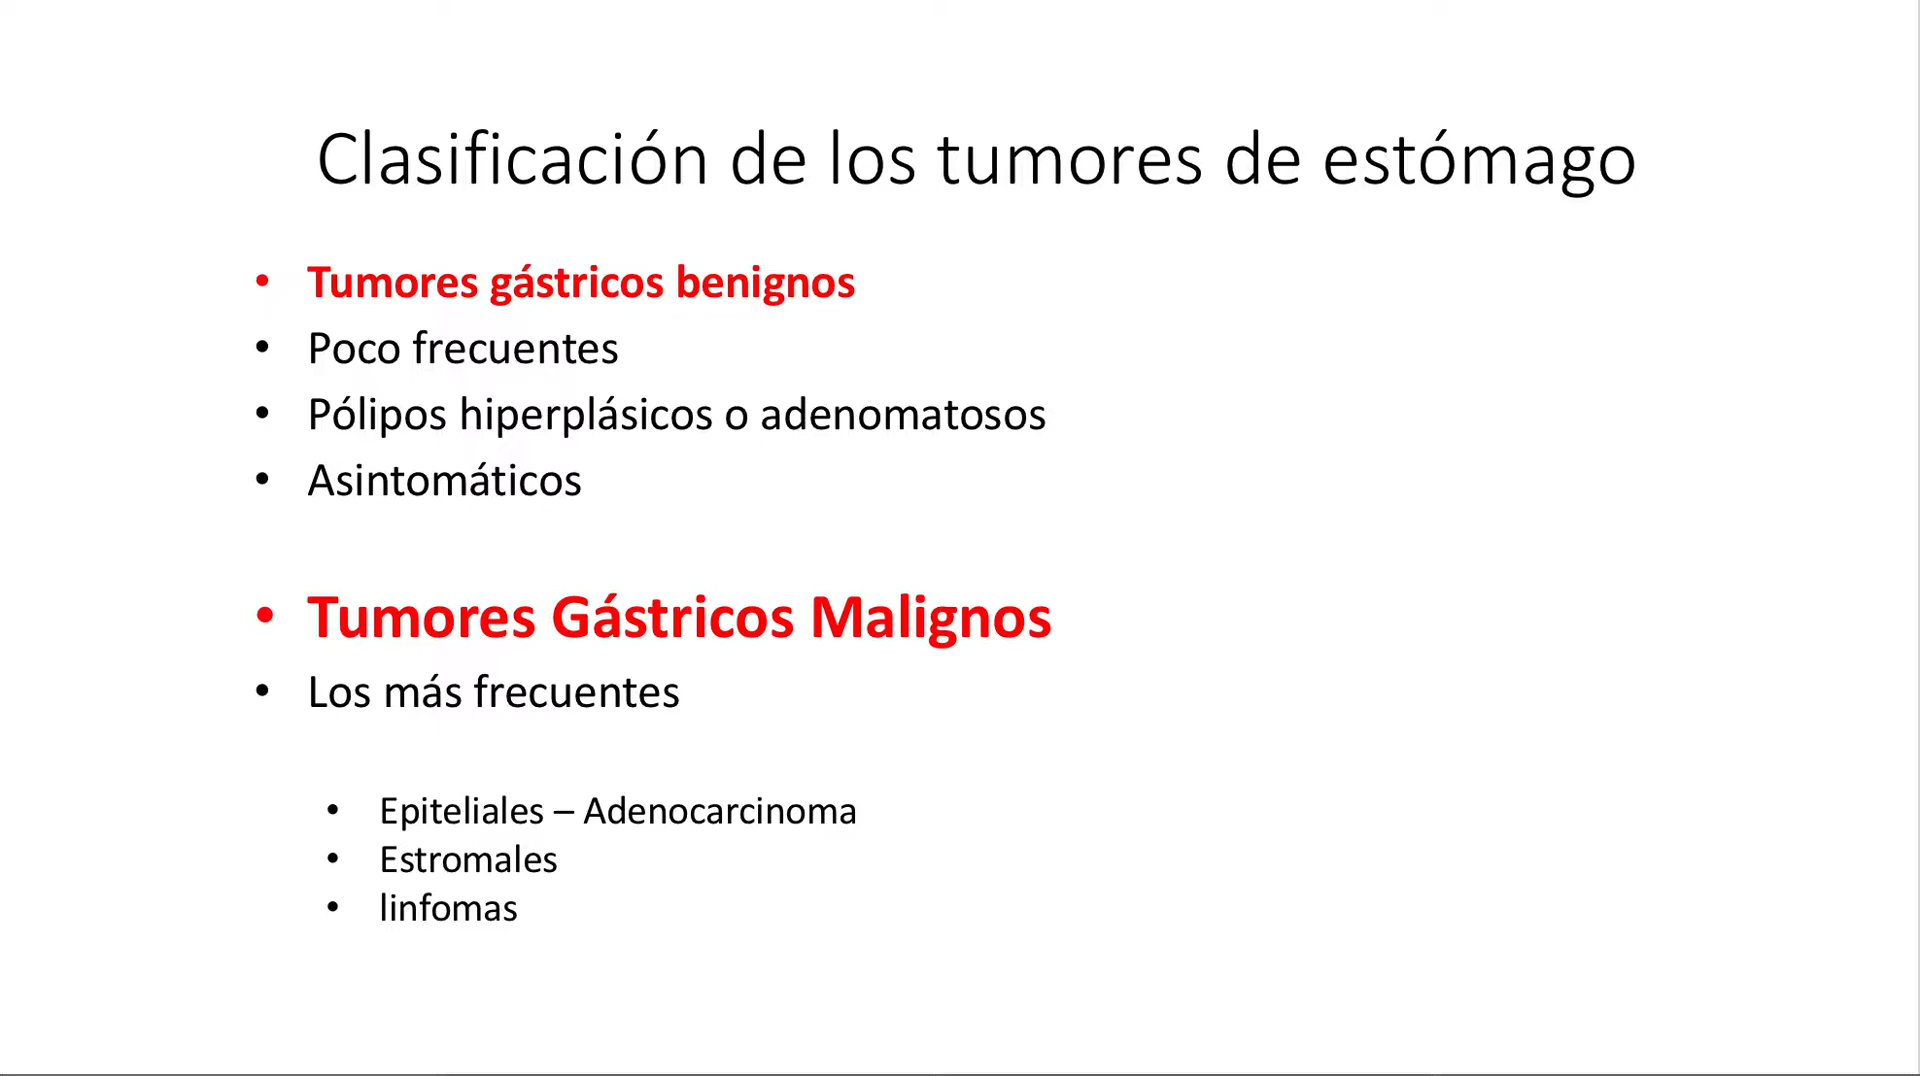 Clasificación de los tumores de estómago
• Tumores gástricos benignos
• Poco frecuentes
• Pólipos hiperplásicos o adenomatosos
• Asintomáticos
• Tumores Gástricos Malignos
• Los más frecuentes
• Epiteliales – Adenocarcinoma
• Estromales
• linfomas